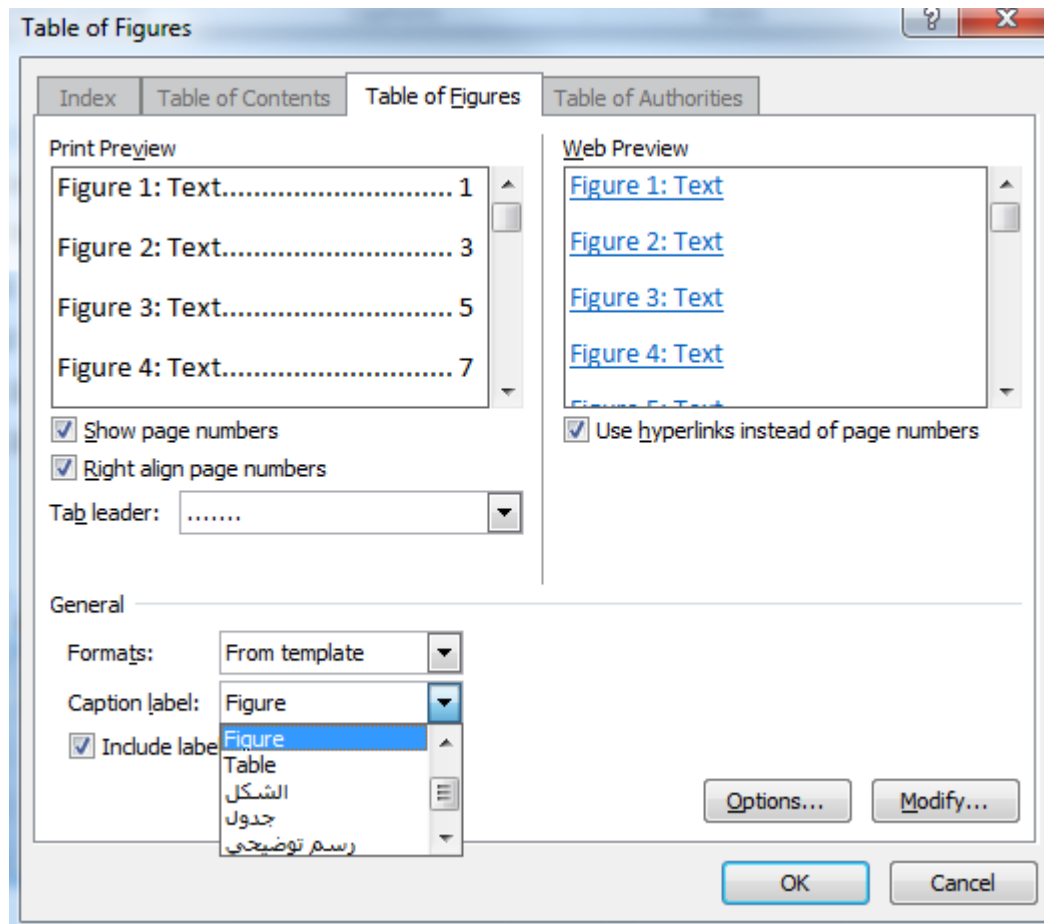 Table of Figures
?
X
Index
Table of Contents
Table of Figures
Table of Authorities
Print Preview
Figure 1: Text............................. 1
Figure 2: Text............................. 3
Figure 3: Text............................. 5
Figure 4: Text............................. 7
Show page numbers
Right align page numbers
Tab leader: .......
Web Preview
Figure 1: Text
Figure 2: Text
Figure 3: Text
Figure 4: Text
Figure 5: Text
Use hyperlinks instead of page numbers
General
Formats: From template
Caption label: Figure
Include labe
Figure
Table
الشكل
جدول
رسم توضيحي
Options...
Modify...
OK
Cancel